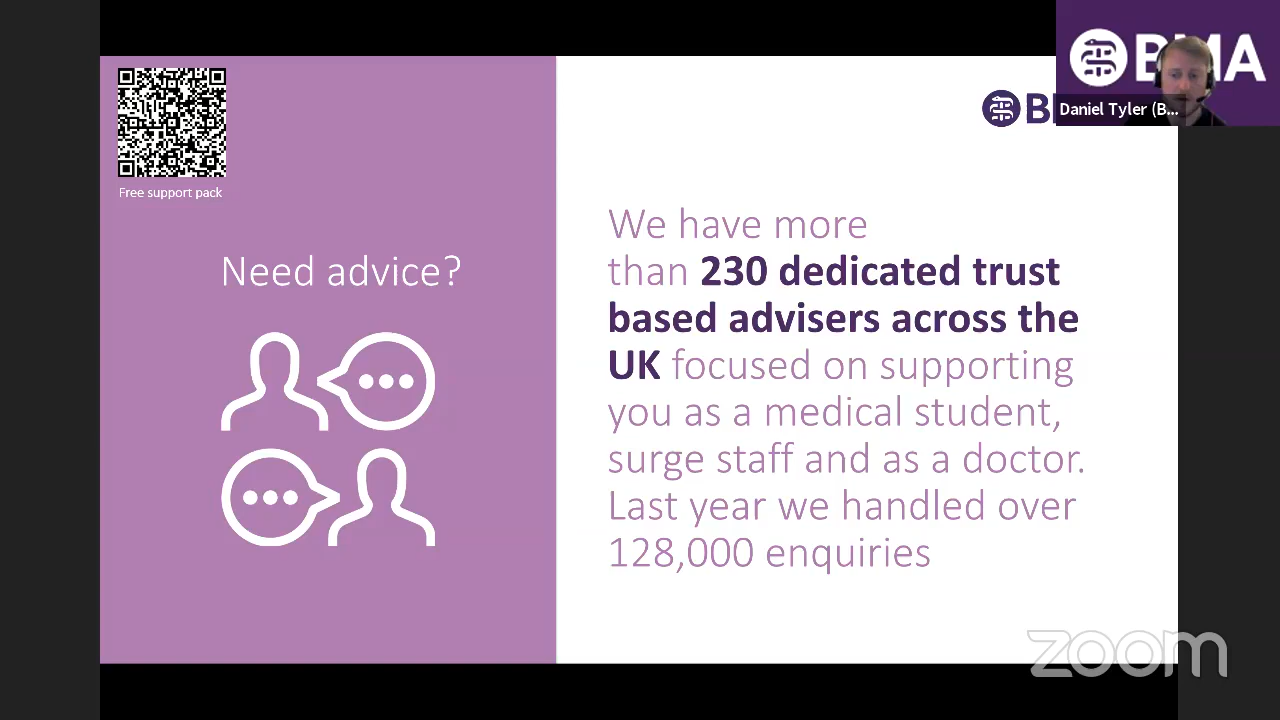 Free support pack
Need advice?
We have more
than 230 dedicated trust
based advisers across the
UK focused on supporting
you as a medical student,
surge staff and as a doctor.
Last year we handled over
128,000 enquiries
BMA
Daniel Tyler (B...
zoom